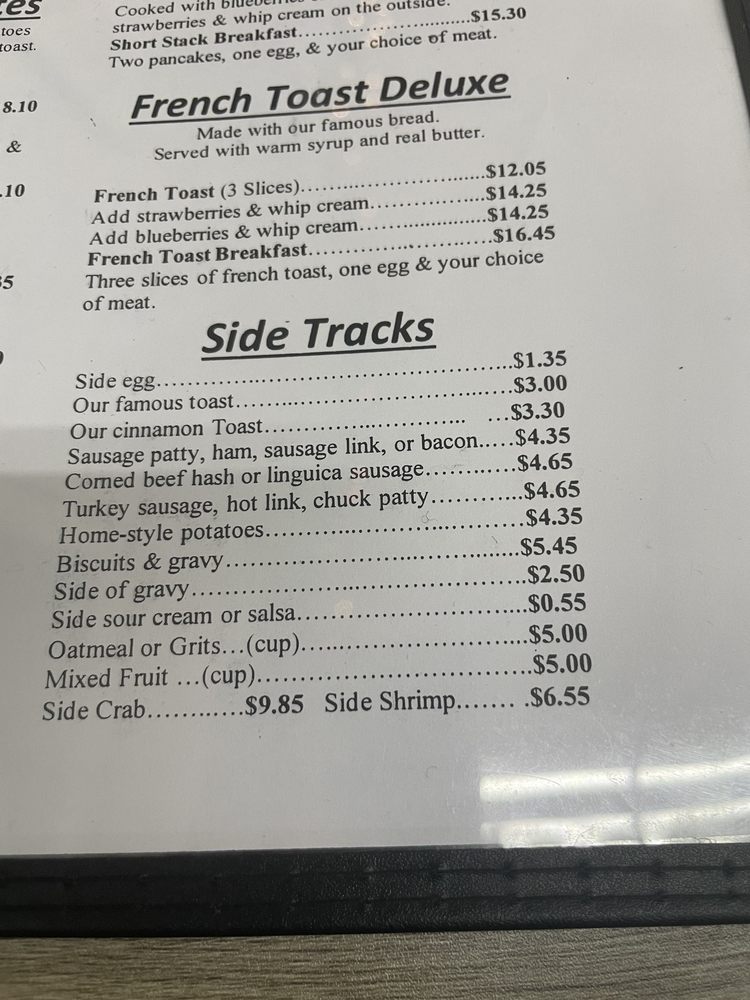 es
toes
toast.
8.10
&
.10
5
Cooked with
strawberries & whip cream on the outside.
Short Stack Breakfast..............................$15.30
Two pancakes, one egg, & your choice of meat.
French Toast Deluxe
Made with our famous bread.
Served with warm syrup and real butter.
French Toast (3 Slices)................................$12.05
Add strawberries & whip cream....................$14.25
Add blueberries & whip cream......................$14.25
French Toast Breakfast................................$16.45
Three slices of french toast, one egg & your choice
of meat.
Side Tracks
Side egg..........................................................$1.35
Our famous toast.............................................$3.00
Our cinnamon Toast.............................. ...$3.30
Sausage patty, ham, sausage link, or bacon.....$4.35
Corned beef hash or linguica sausage............$4.65
Turkey sausage, hot link, chuck patty............$4.65
Home-style potatoes.......................................$4.35
Biscuits & gravy.............................................$5.45
Side of gravy..................................................$2.50
Side sour cream or salsa.................................$0.55
Oatmeal or Grits...(cup).................................$5.00
Mixed Fruit ...(cup).......................................$5.00
Side Crab............$9.85 Side Shrimp....... .$6.55